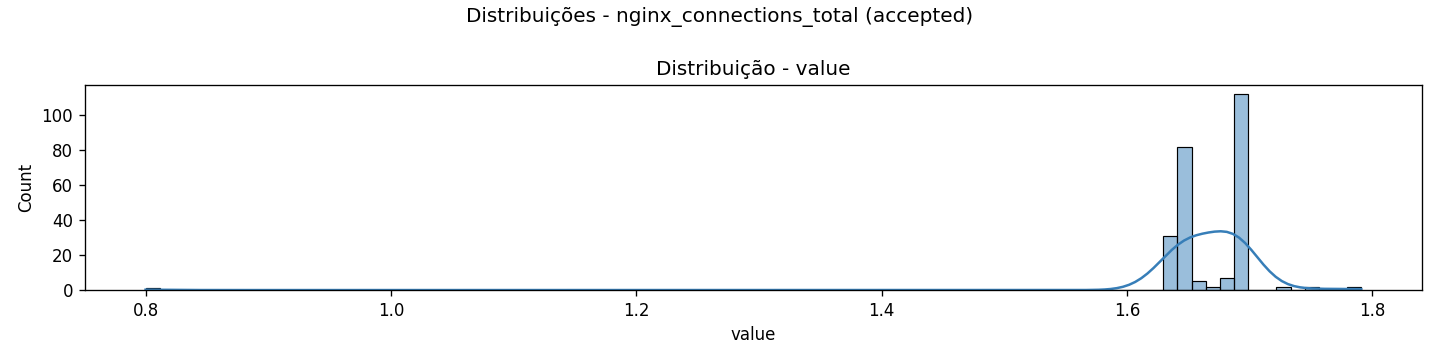 Distribuições - nginx_connections_total (accepted)
Distribuição - value
Count
100
80
60
40
20
0
0.8 1.0 1.2 1.4 1.6 1.8
value